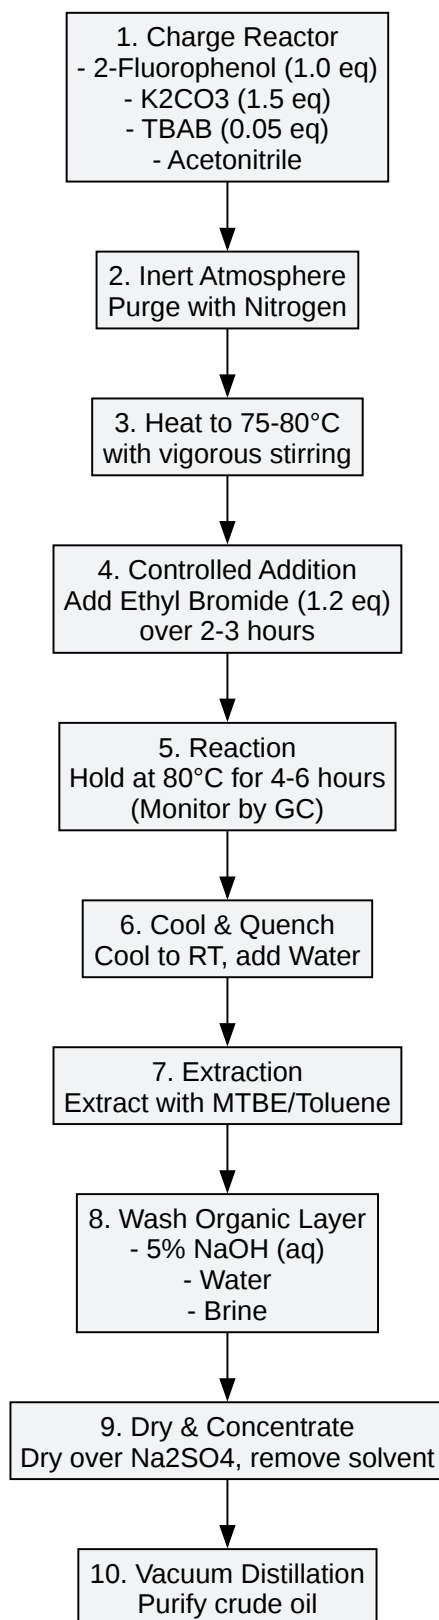 1. Charge Reactor
- 2-Fluorophenol (1.0 eq)
- K2CO3 (1.5 eq)
- TBAB (0.05 eq)
- Acetonitrile
2. Inert Atmosphere
Purge with Nitrogen
3. Heat to 75-80°C
with vigorous stirring
4. Controlled Addition
Add Ethyl Bromide (1.2 eq)
over 2-3 hours
5. Reaction
Hold at 80°C for 4-6 hours
(Monitor by GC)
6. Cool & Quench
Cool to RT, add Water
7. Extraction
Extract with MTBE/Toluene
8. Wash Organic Layer
- 5% NaOH (aq)
- Water
- Brine
9. Dry & Concentrate
Dry over Na2SO4, remove solvent
10. Vacuum Distillation
Purify crude oil